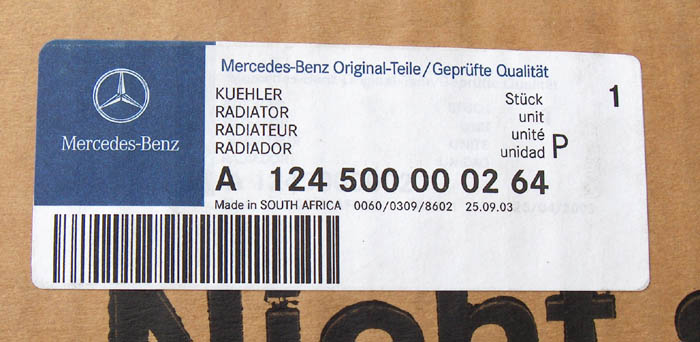 Mercedes-Benz
Mercedes-Benz Original-Teile/Geprüfte Qualität
KUEHLER
RADIATOR
RADIATEUR
RADIADOR
Stück
unit
unité
unidad P
1
A 124 500 00 02 64
Made in SOUTH AFRICA 0060/0309/8602 25.09.03
Nicht